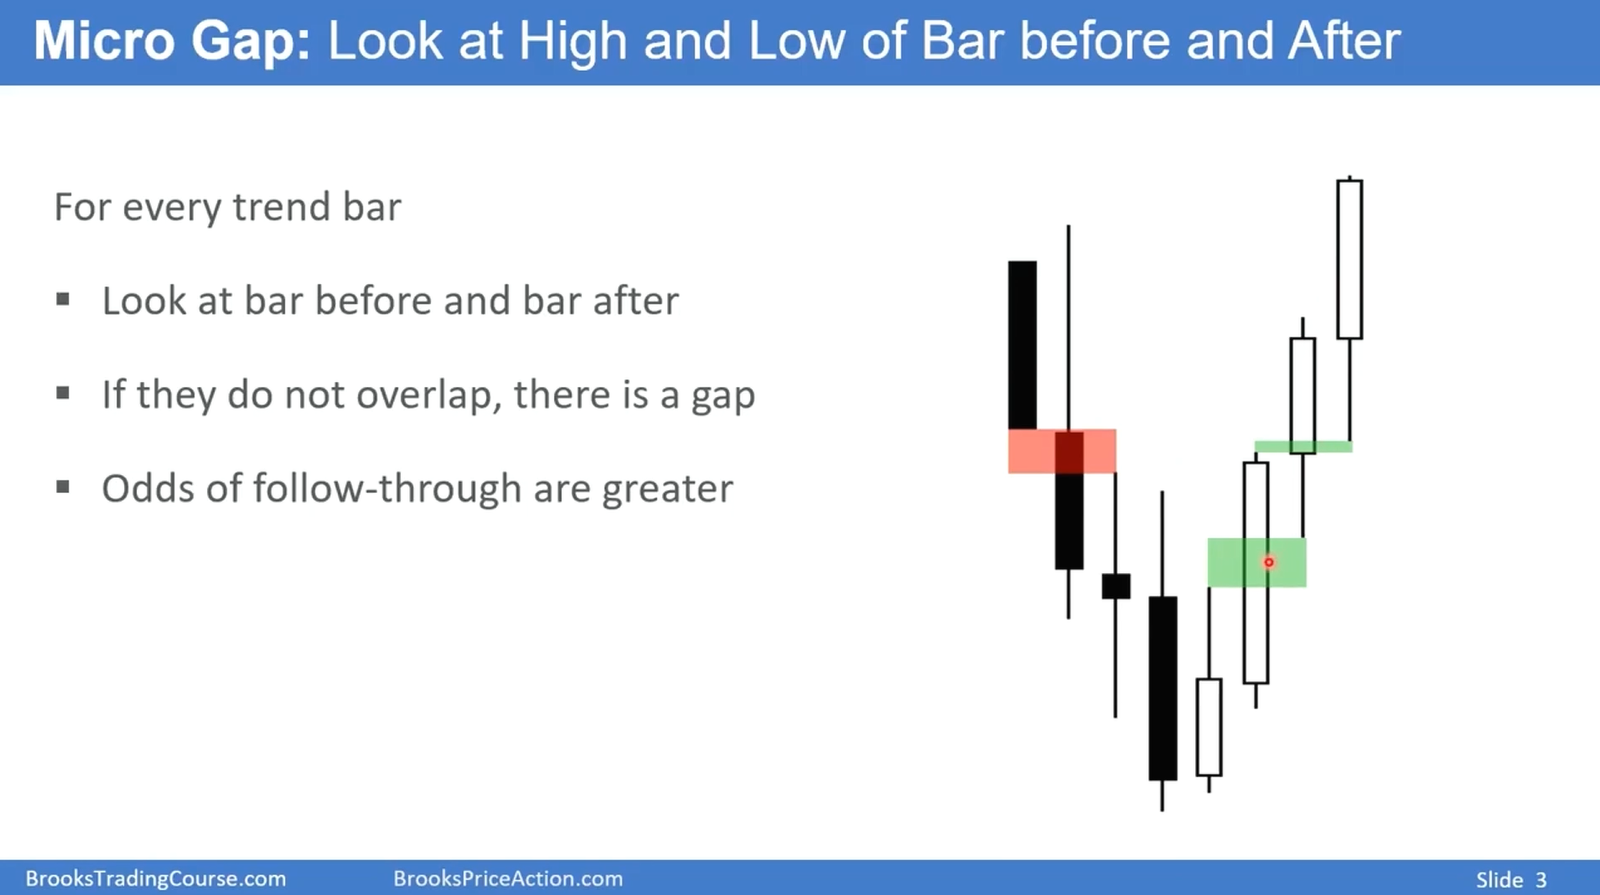 Micro Gap: Look at High and Low of Bar before and After
For every trend bar
▪ Look at bar before and bar after
▪ If they do not overlap, there is a gap
▪ Odds of follow-through are greater
BrooksTradingCourse.com BrooksPriceAction.com Slide 3